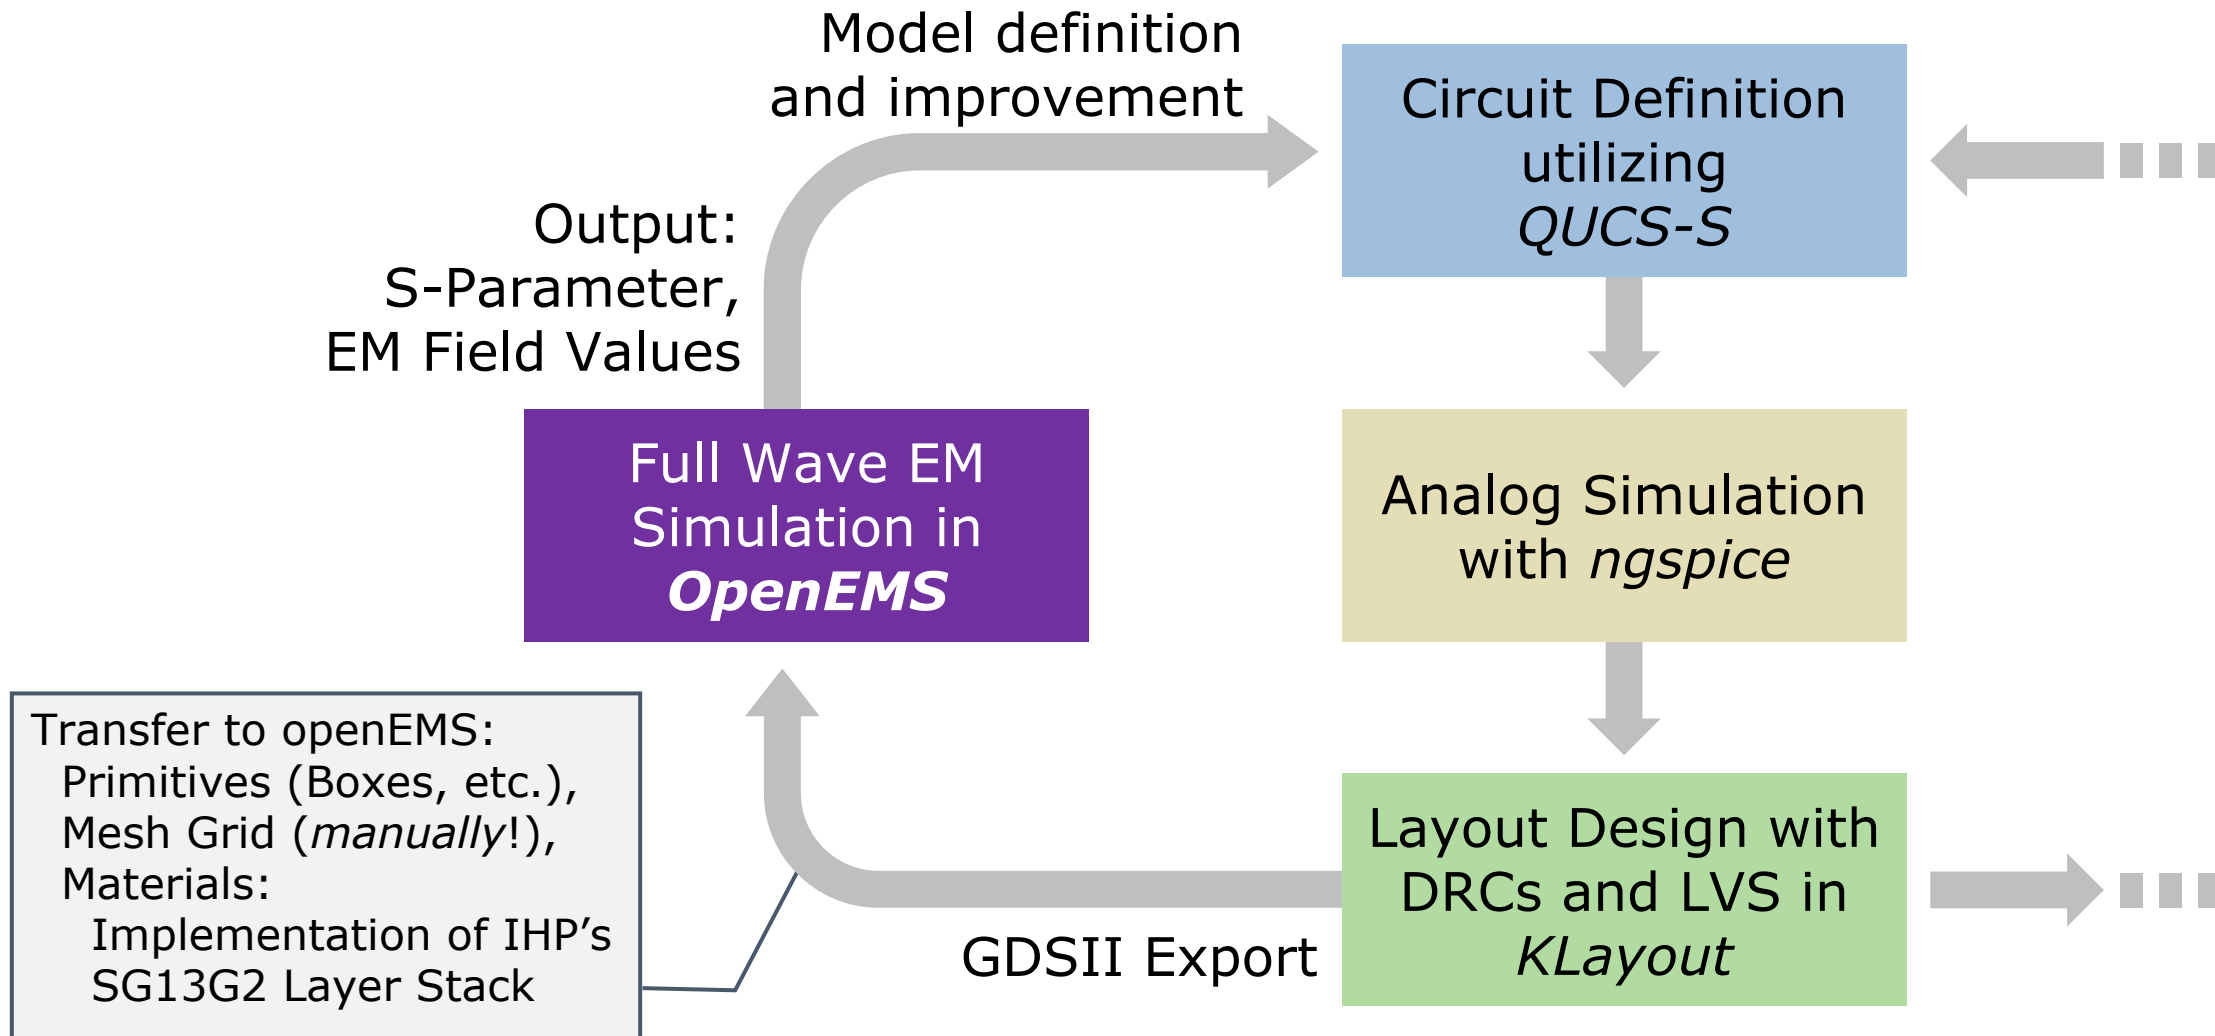 Model definition
and improvement
Output:
S-Parameter,
EM Field Values
Circuit Definition
utilizing
QUCS-S
Full Wave EM
Simulation in
OpenEMS
Analog Simulation
with ngspice
Transfer to openEMS:
Primitives (Boxes, etc.),
Mesh Grid (manually!),
Materials:
Implementation of IHP’s
SG13G2 Layer Stack
GDSII Export
Layout Design with
DRCs and LVS in
KLayout